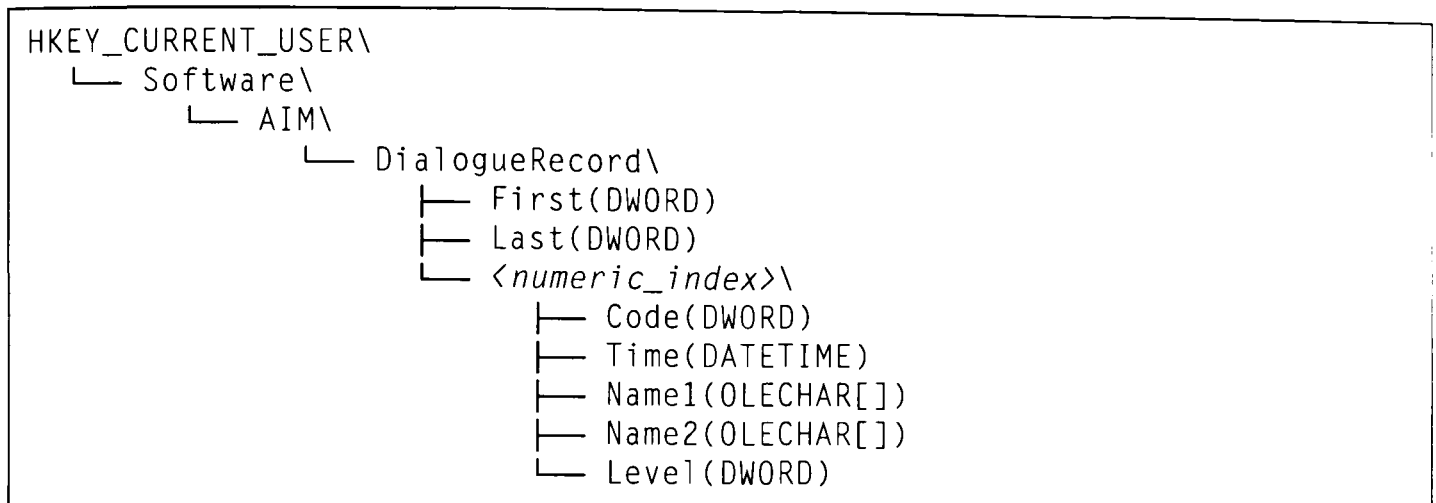 HKEY_CURRENT_USER\
└── Software\
└── AIM\
└── DialogueRecord\
├── First(DWORD)
├── Last(DWORD)
└── <numeric_index>\
├── Code(DWORD)
├── Time(DATETIME)
├── Name1(OLECHAR[])
├── Name2(OLECHAR[])
└── Level(DWORD)